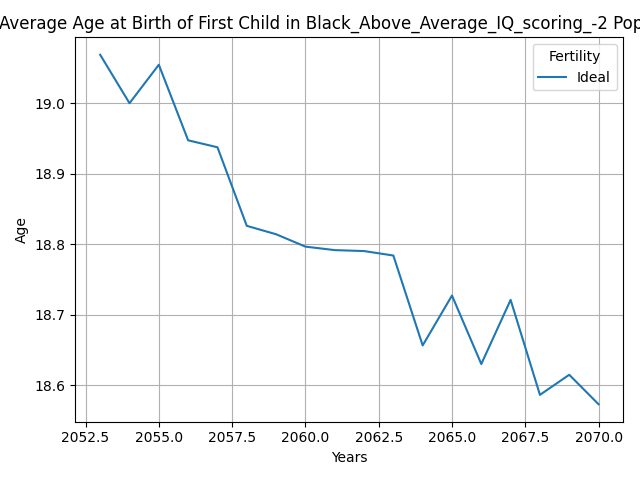 Average Age at Birth of First Child in Black_Above_Average_IQ_scoring_-2 Pop
Fertility
Ideal
19.0
18.9
18.8
18.7
18.6
Age
2052.5 2055.0 2057.5 2060.0 2062.5 2065.0 2067.5 2070.0
Years